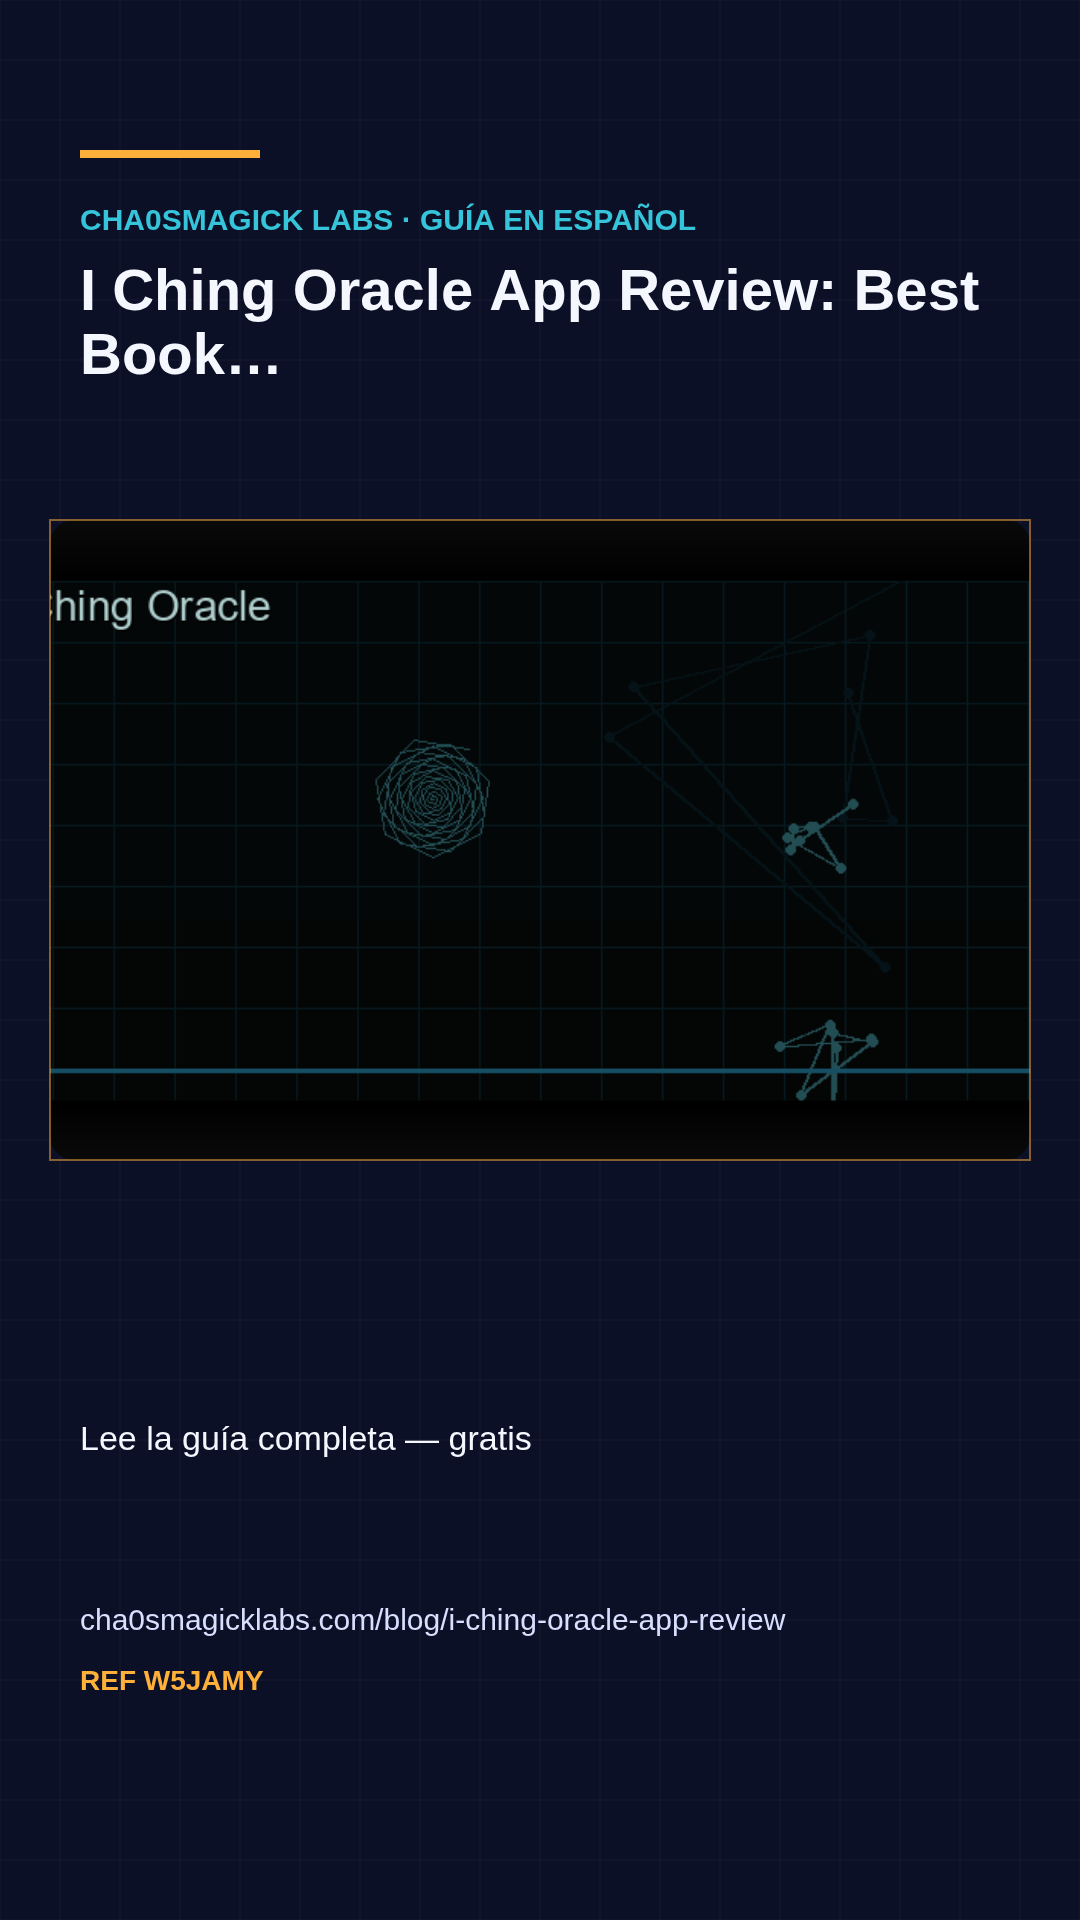 CHA0SMAGICK LABS · GUÍA EN ESPAÑOL
I Ching Oracle App Review: Best
Book…
Ching Oracle
Lee la guía completa — gratis
cha0smagicklabs.com/blog/i-ching-oracle-app-review
REF W5JAMY